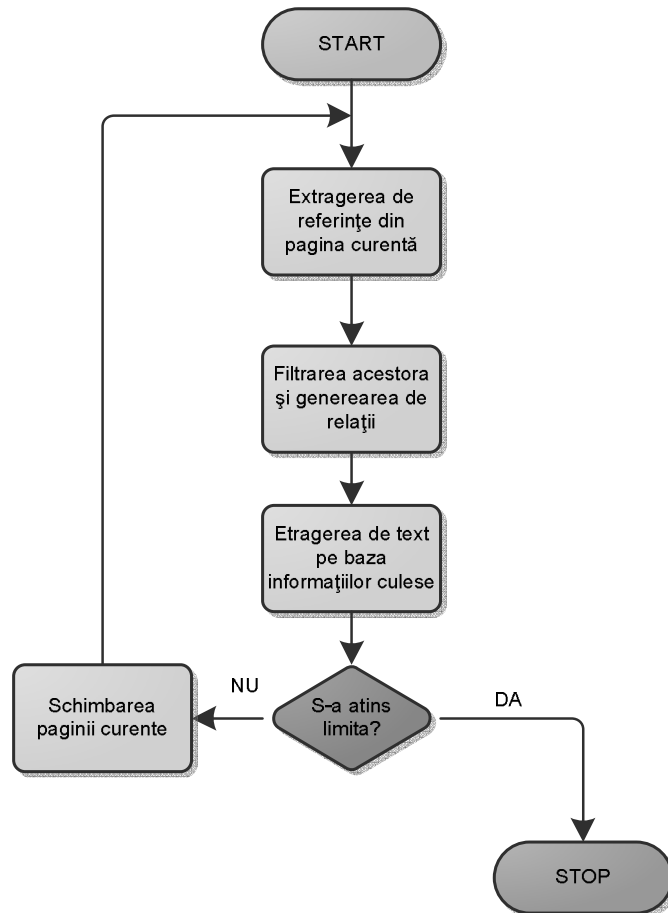 START
Extragerea de
referinţe din
pagina curentă
Filtrarea acestora
şi generearea de
relaţii
Etragerea de text
pe baza
informaţiilor culese
S-a atins
limita?
NU
DA
Schimbarea
paginii curente
STOP